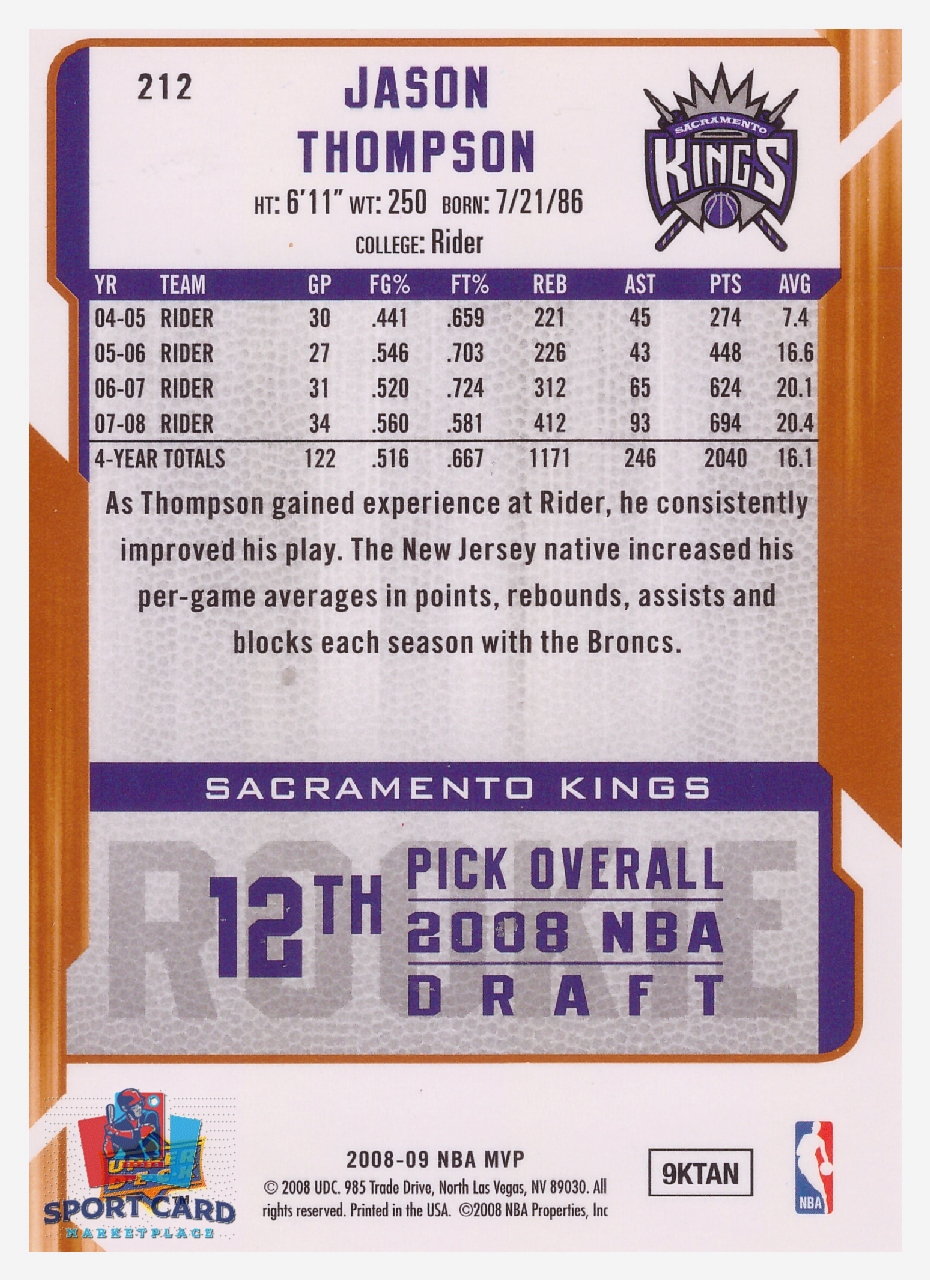 212
JASON
THOMPSON
SACRAMENTO
KINGS
HT: 6'11" WT: 250 BORN: 7/21/86
COLLEGE: Rider
YR TEAM GP FG% FT% REB AST PTS AVG
04-05 RIDER 30 .441 .659 221 45 274 7.4
05-06 RIDER 27 .546 .703 226 43 448 16.6
06-07 RIDER 31 .520 .724 312 65 624 20.1
07-08 RIDER 34 .560 .581 412 93 694 20.4
4-YEAR TOTALS 122 .516 .667 1171 246 2040 16.1
As Thompson gained experience at Rider, he consistently
improved his play. The New Jersey native increased his
per-game averages in points, rebounds, assists and
blocks each season with the Broncs.
SACRAMENTO KINGS
ROOKIE
12TH
PICK OVERALL
2008 NBA
DRAFT
UPPER
DECK
SPORT CARD
MARKETPLACE
2008-09 NBA MVP
© 2008 UDC. 985 Trade Drive, North Las Vegas, NV 89030. All
rights reserved. Printed in the USA. ©2008 NBA Properties, Inc
9KTAN
NBA